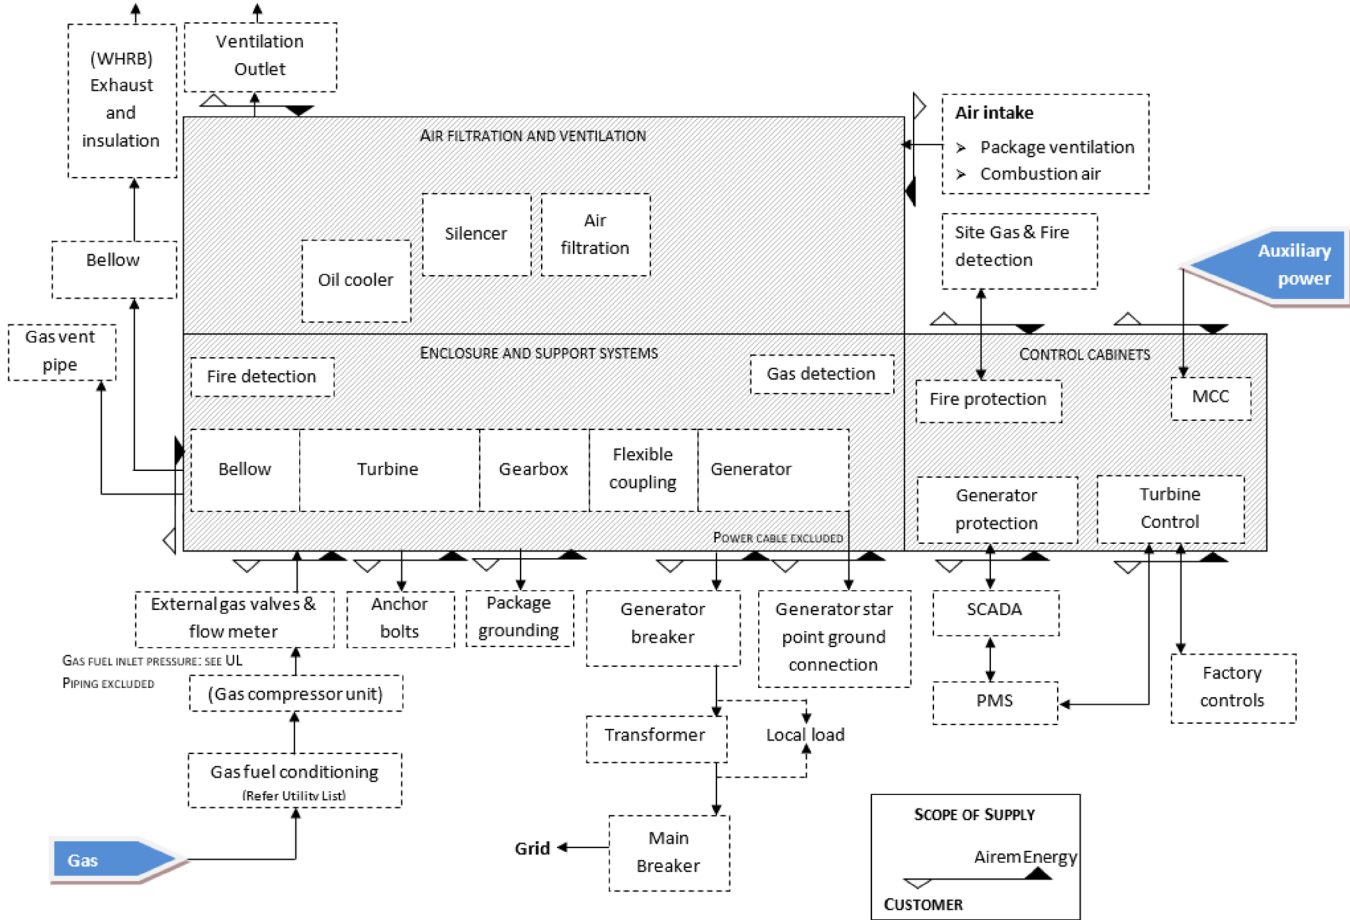 (WHRB)
Exhaust
and
insulation
Ventilation
Outlet
AIR FILTRATION AND VENTILATION
Air intake
➢ Package ventilation
➢ Combustion air
Silencer
Air
filtration
Oil cooler
Site Gas & Fire
detection
Auxiliary
power
Bellow
Gas vent
pipe
ENCLOSURE AND SUPPORT SYSTEMS
CONTROL CABINETS
Fire detection
Gas detection
Fire protection
MCC
Bellow
Turbine
Gearbox
Flexible
coupling
Generator
Generator
protection
Turbine
Control
POWER CABLE EXCLUDED
External gas valves &
flow meter
Anchor
bolts
Package
grounding
Generator
breaker
Generator star
point ground
connection
SCADA
GAS FUEL INLET PRESSURE: SEE UL
PIPING EXCLUDED
(Gas compressor unit)
PMS
Factory
controls
Transformer
Local load
Gas fuel conditioning
(Refer Utility List)
Gas
Grid
Main
Breaker
SCOPE OF SUPPLY
Airem Energy
CUSTOMER